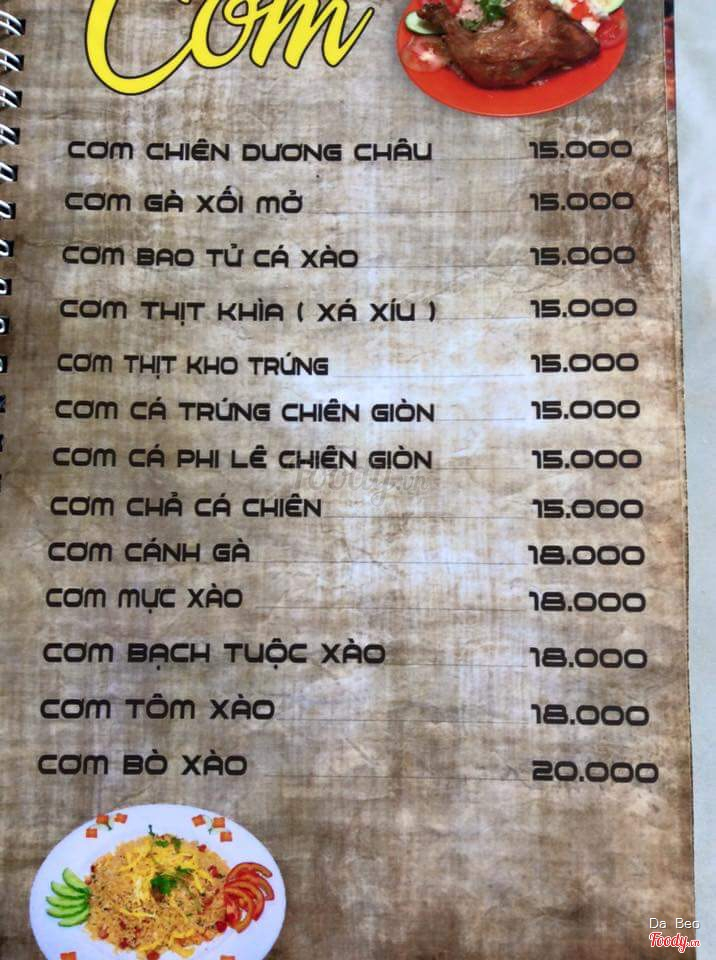 Cơm
CƠM CHIÊN DƯƠNG CHÂU 15.000
CƠM GÀ XỐI MỞ 15.000
CƠM BAO TỬ CÁ XÀO 15.000
CƠM THỊT KHÌA ( XÁ XÍU ) 15.000
CƠM THỊT KHO TRỨNG 15.000
CƠM CÁ TRỨNG CHIÊN GIÒN 15.000
CƠM CÁ PHI LÊ CHIÊN GIÒN 15.000
Foody.vn
CƠM CHẢ CÁ CHIÊN 15.000
CƠM CÁNH GÀ 18.000
CƠM MỰC XÀO 18.000
CƠM BẠCH TUỘC XÀO 18.000
CƠM TÔM XÀO 18.000
CƠM BÒ XÀO 20.000
Da Beo
Foody.vn